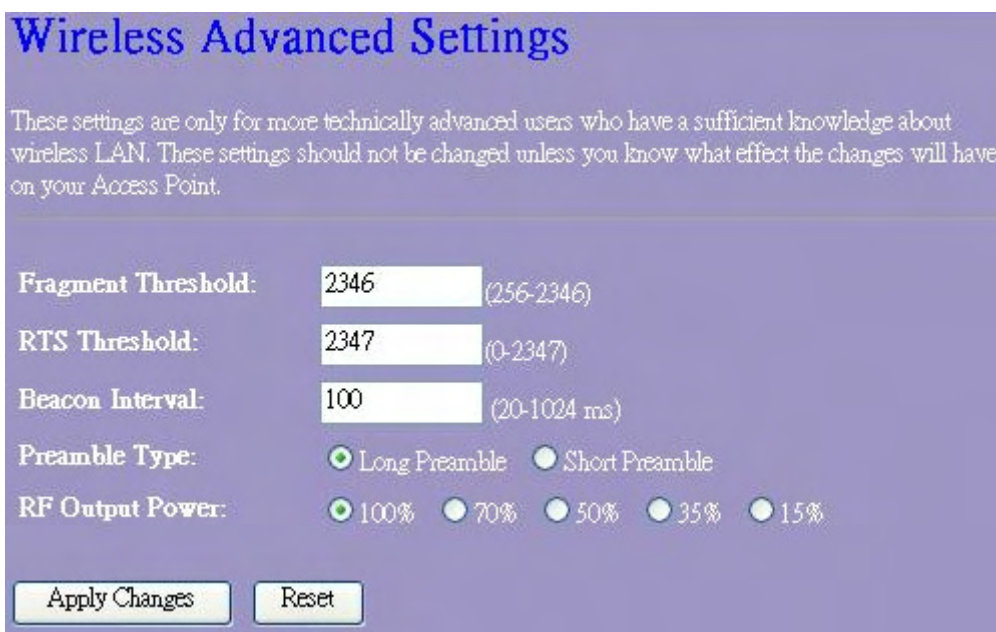 Wireless Advanced Settings
These settings are only for more technically advanced users who have a sufficient knowledge about
wireless LAN. These settings should not be changed unless you know what effect the changes will have
on your Access Point.
Fragment Threshold: 2346 (256-2346)
RTS Threshold: 2347 (0-2347)
Beacon Interval: 100 (20-1024 ms)
Preamble Type: Long Preamble Short Preamble
RF Output Power: 100% 70% 50% 35% 15%
Apply Changes Reset